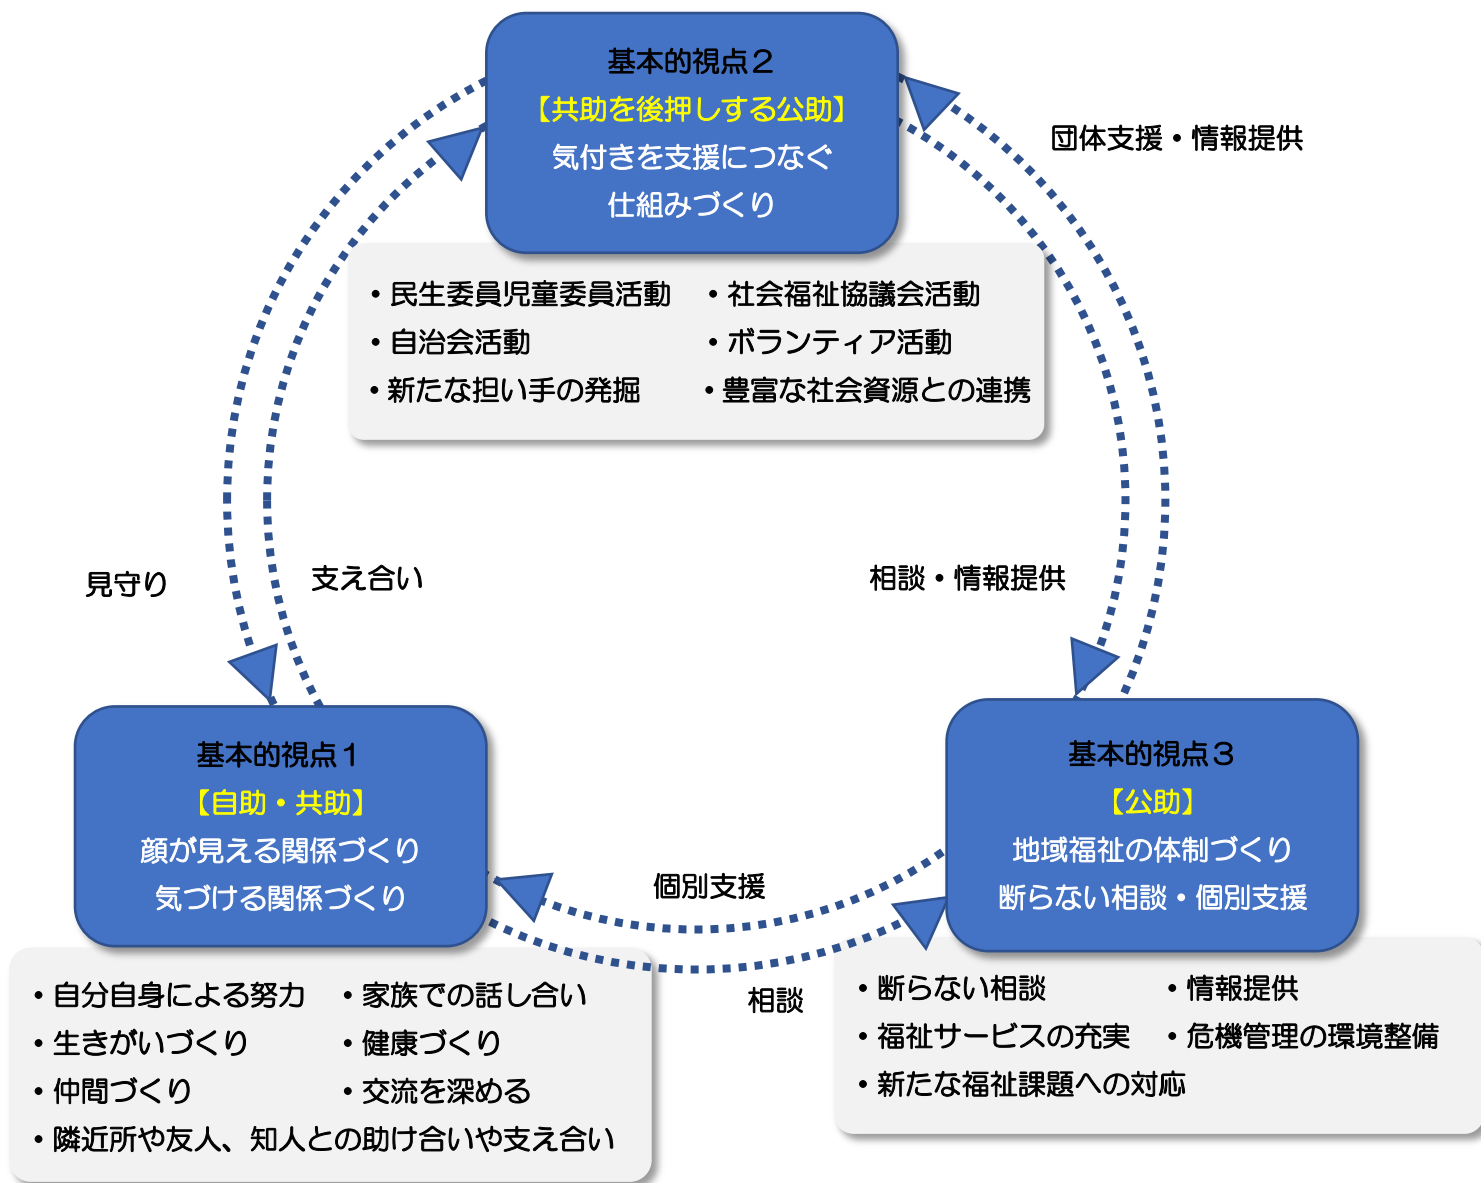 基本的視点２
【共助を後押しする公助】
気付きを支援につなぐ
仕組みづくり
団体支援・情報提供
・民生委員児童委員活動　・社会福祉協議会活動
・自治会活動　・ボランティア活動
・新たな担い手の発掘　・豊富な社会資源との連携
見守り
支え合い
相談・情報提供
基本的視点１
【自助・共助】
顔が見える関係づくり
気づける関係づくり
基本的視点３
【公助】
地域福祉の体制づくり
断らない相談・個別支援
個別支援
相談
・自分自身による努力　・家族での話し合い
・生きがいづくり　・健康づくり
・仲間づくり　・交流を深める
・隣近所や友人、知人との助け合いや支え合い
・断らない相談　・情報提供
・福祉サービスの充実　・危機管理の環境整備
・新たな福祉課題への対応